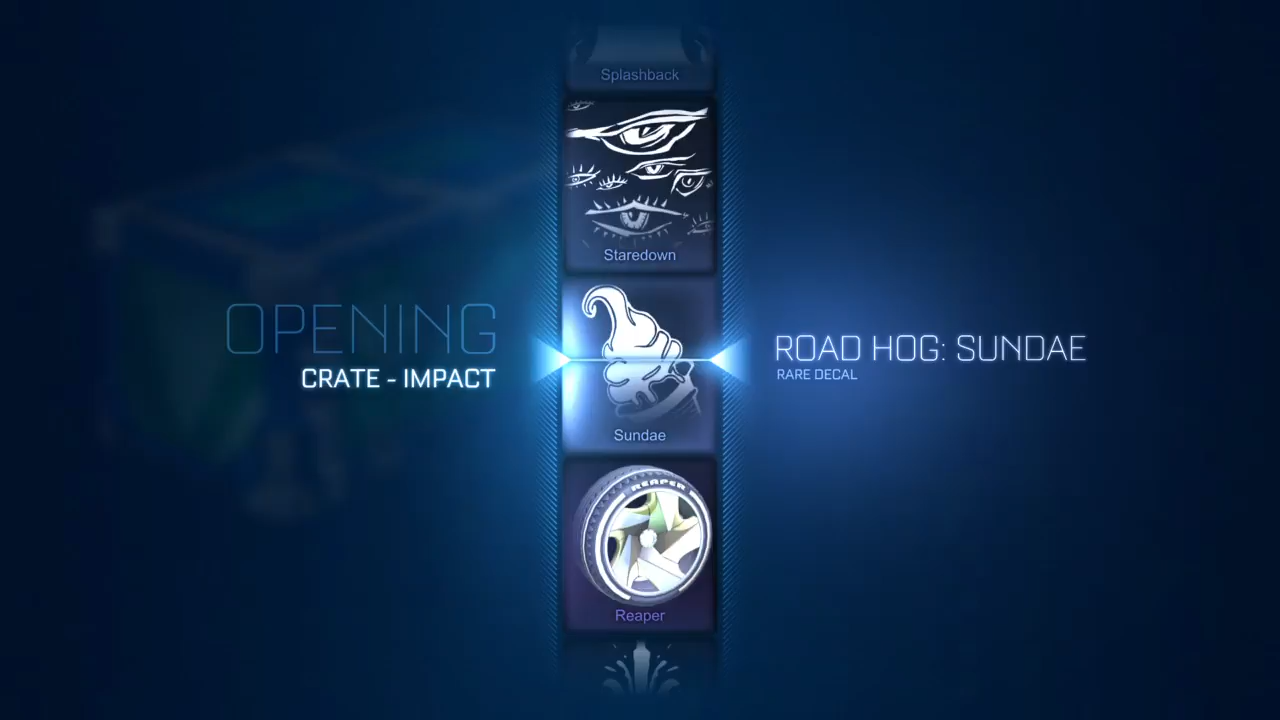 Splashback
Staredown
OPENING
CRATE - IMPACT
Sundae
ROAD HOG: SUNDAE
RARE DECAL
REAPER
Reaper